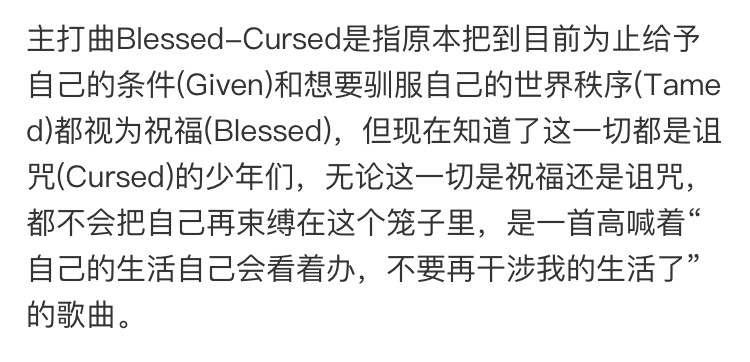 主打曲Blessed-Cursed是指原本把到目前为止给予
自己的条件(Given)和想要驯服自己的世界秩序(Tame
d)都视为祝福(Blessed)，但现在知道了这一切都是诅
咒(Cursed)的少年们，无论这一切是祝福还是诅咒，
都不会把自己再束缚在这个笼子里，是一首高喊着“
自己的生活自己会看着办，不要再干涉我的生活了”
的歌曲。